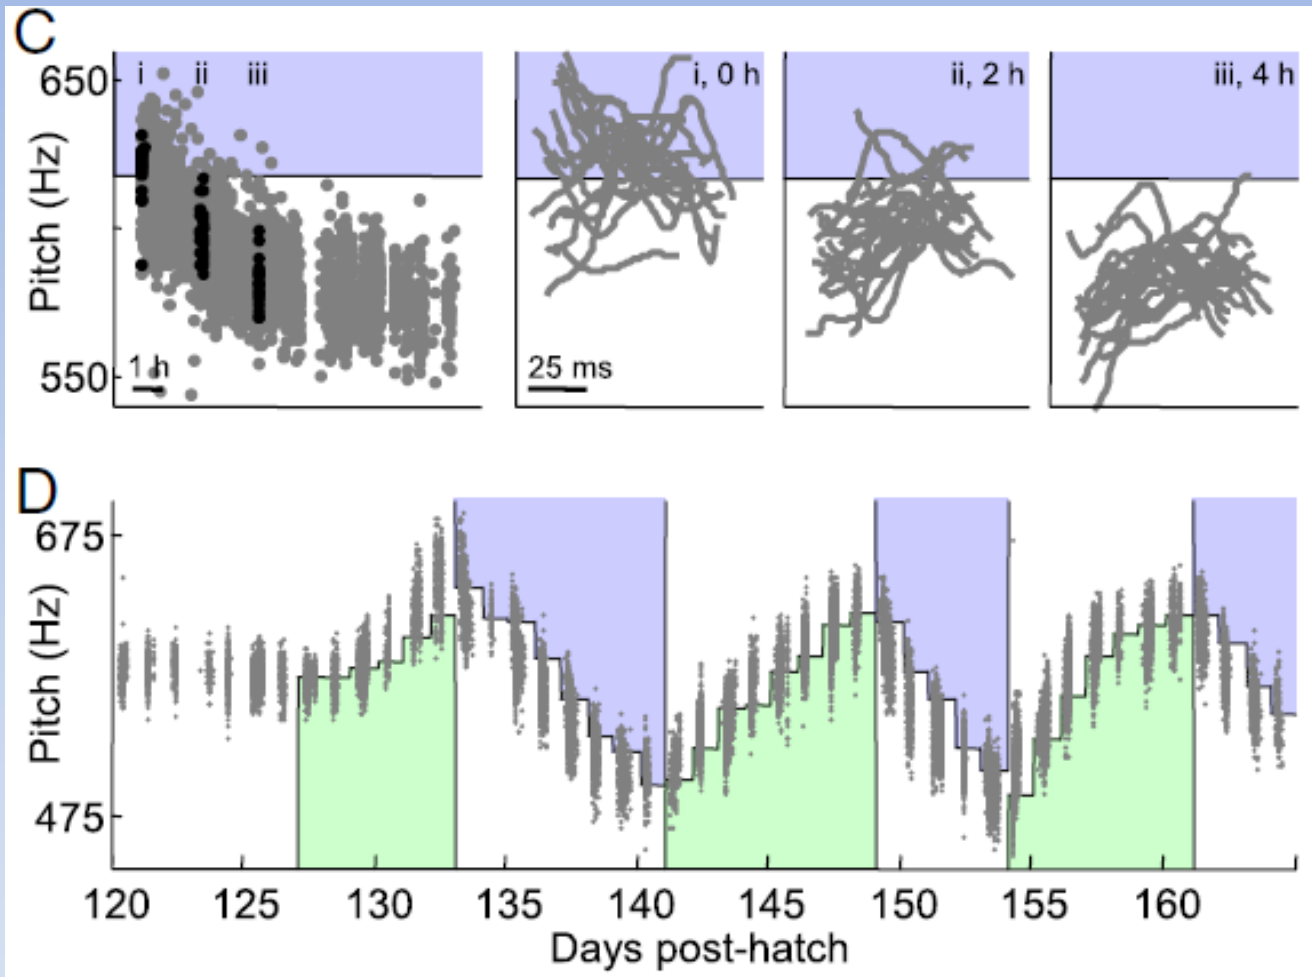 C
650
550
Pitch (Hz)
i ii iii
1 h
i, 0 h
25 ms
ii, 2 h
iii, 4 h
D
675
475
Pitch (Hz)
120 125 130 135 140 145 150 155 160
Days post-hatch